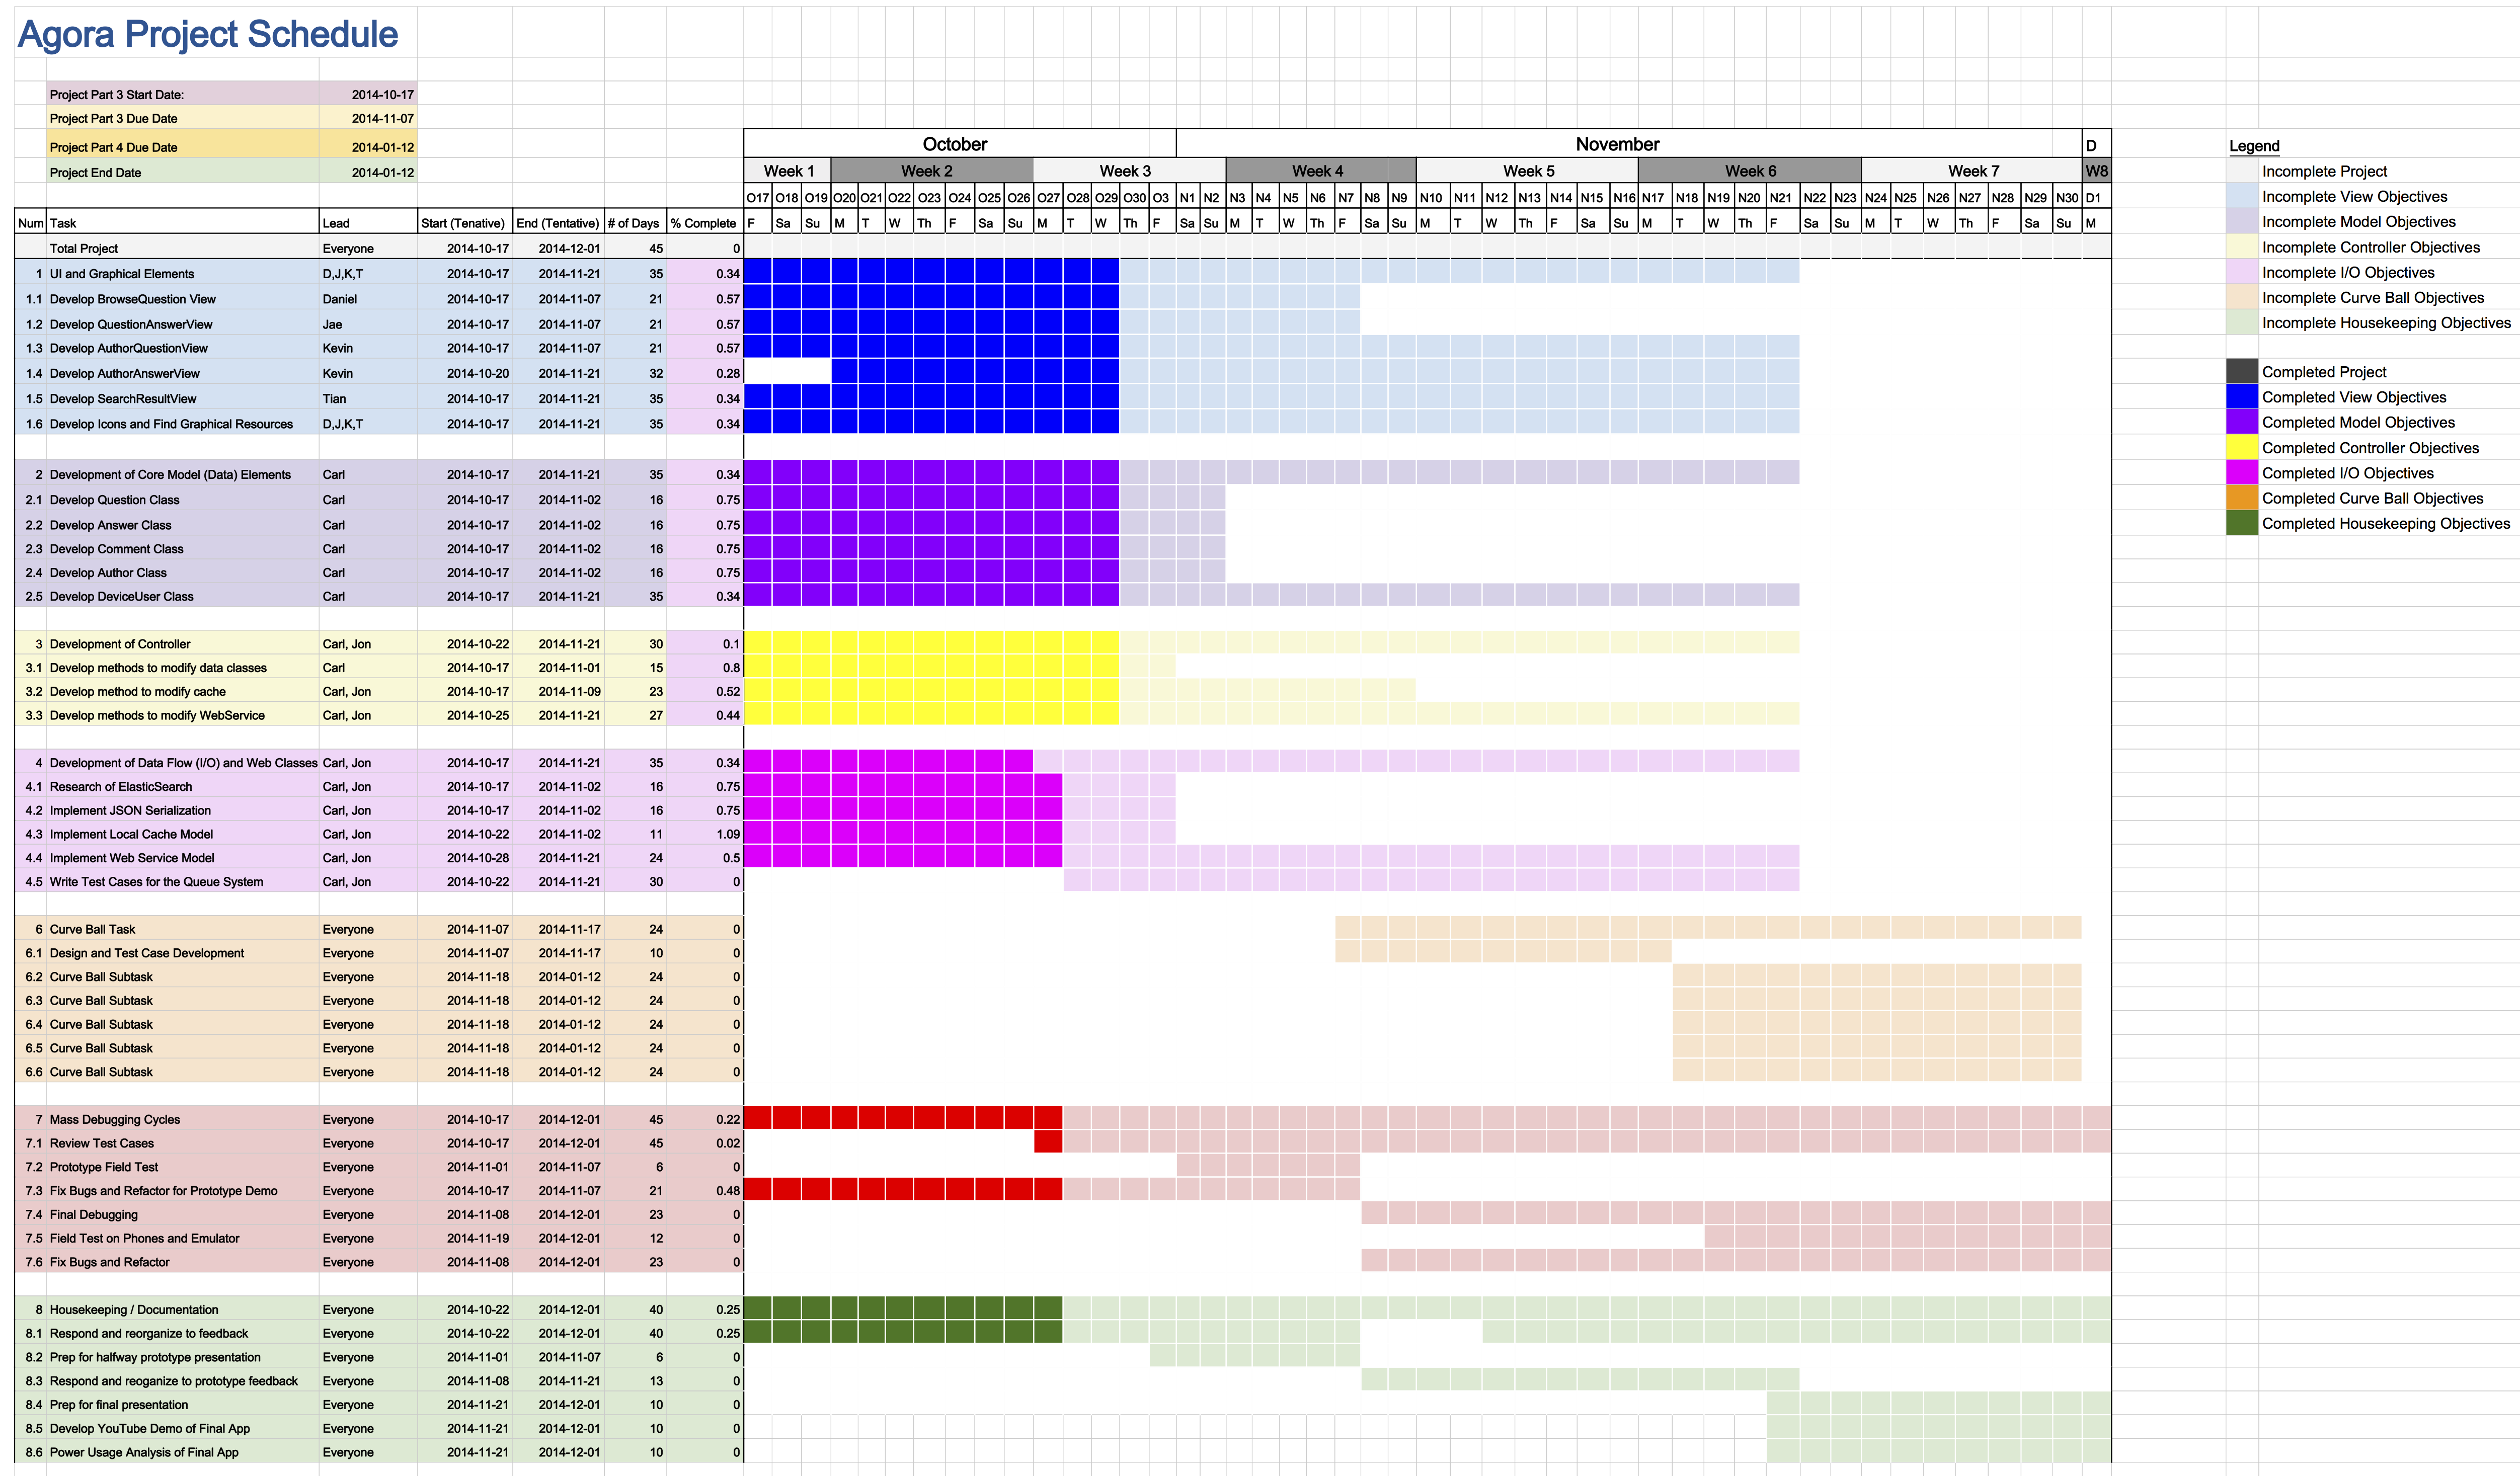 Agora Project Schedule
Project Part 3 Start Date: 2014-10-17
Project Part 3 Due Date 2014-11-07
Project Part 4 Due Date 2014-01-12
Project End Date 2014-01-12
October November D
Week 1 Week 2 Week 3 Week 4 Week 5 Week 6 Week 7 W8
O17 O18 O19 O20 O21 O22 O23 O24 O25 O26 O27 O28 O29 O30 O3 N1 N2 N3 N4 N5 N6 N7 N8 N9 N10 N11 N12 N13 N14 N15 N16 N17 N18 N19 N20 N21 N22 N23 N24 N25 N26 N27 N28 N29 N30 D1
Num Task Lead Start (Tenative) End (Tentative) # of Days % Complete F Sa Su M T W Th F Sa Su M T W Th F Sa Su M T W Th F Sa Su M T W Th F Sa Su M T W Th F Sa Su M T W Th F Sa Su M
Total Project Everyone 2014-10-17 2014-12-01 45 0
1 UI and Graphical Elements D,J,K,T 2014-10-17 2014-11-21 35 0.34
1.1 Develop BrowseQuestion View Daniel 2014-10-17 2014-11-07 21 0.57
1.2 Develop QuestionAnswerView Jae 2014-10-17 2014-11-07 21 0.57
1.3 Develop AuthorQuestionView Kevin 2014-10-17 2014-11-07 21 0.57
1.4 Develop AuthorAnswerView Kevin 2014-10-20 2014-11-21 32 0.28
1.5 Develop SearchResultView Tian 2014-10-17 2014-11-21 35 0.34
1.6 Develop Icons and Find Graphical Resources D,J,K,T 2014-10-17 2014-11-21 35 0.34
2 Development of Core Model (Data) Elements Carl 2014-10-17 2014-11-21 35 0.34
2.1 Develop Question Class Carl 2014-10-17 2014-11-02 16 0.75
2.2 Develop Answer Class Carl 2014-10-17 2014-11-02 16 0.75
2.3 Develop Comment Class Carl 2014-10-17 2014-11-02 16 0.75
2.4 Develop Author Class Carl 2014-10-17 2014-11-02 16 0.75
2.5 Develop DeviceUser Class Carl 2014-10-17 2014-11-21 35 0.34
3 Development of Controller Carl, Jon 2014-10-22 2014-11-21 30 0.1
3.1 Develop methods to modify data classes Carl 2014-10-17 2014-11-01 15 0.8
3.2 Develop method to modify cache Carl, Jon 2014-10-17 2014-11-09 23 0.52
3.3 Develop methods to modify WebService Carl, Jon 2014-10-25 2014-11-21 27 0.44
4 Development of Data Flow (I/O) and Web Classes Carl, Jon 2014-10-17 2014-11-21 35 0.34
4.1 Research of ElasticSearch Carl, Jon 2014-10-17 2014-11-02 16 0.75
4.2 Implement JSON Serialization Carl, Jon 2014-10-17 2014-11-02 16 0.75
4.3 Implement Local Cache Model Carl, Jon 2014-10-22 2014-11-02 11 1.09
4.4 Implement Web Service Model Carl, Jon 2014-10-28 2014-11-21 24 0.5
4.5 Write Test Cases for the Queue System Carl, Jon 2014-10-22 2014-11-21 30 0
6 Curve Ball Task Everyone 2014-11-07 2014-11-17 24 0
6.1 Design and Test Case Development Everyone 2014-11-07 2014-11-17 10 0
6.2 Curve Ball Subtask Everyone 2014-11-18 2014-01-12 24 0
6.3 Curve Ball Subtask Everyone 2014-11-18 2014-01-12 24 0
6.4 Curve Ball Subtask Everyone 2014-11-18 2014-01-12 24 0
6.5 Curve Ball Subtask Everyone 2014-11-18 2014-01-12 24 0
6.6 Curve Ball Subtask Everyone 2014-11-18 2014-01-12 24 0
7 Mass Debugging Cycles Everyone 2014-10-17 2014-12-01 45 0.22
7.1 Review Test Cases Everyone 2014-10-17 2014-12-01 45 0.02
7.2 Prototype Field Test Everyone 2014-11-01 2014-11-07 6 0
7.3 Fix Bugs and Refactor for Prototype Demo Everyone 2014-10-17 2014-11-07 21 0.48
7.4 Final Debugging Everyone 2014-11-08 2014-12-01 23 0
7.5 Field Test on Phones and Emulator Everyone 2014-11-19 2014-12-01 12 0
7.6 Fix Bugs and Refactor Everyone 2014-11-08 2014-12-01 23 0
8 Housekeeping / Documentation Everyone 2014-10-22 2014-12-01 40 0.25
8.1 Respond and reorganize to feedback Everyone 2014-10-22 2014-12-01 40 0.25
8.2 Prep for halfway prototype presentation Everyone 2014-11-01 2014-11-07 6 0
8.3 Respond and reoganize to prototype feedback Everyone 2014-11-08 2014-11-21 13 0
8.4 Prep for final presentation Everyone 2014-11-21 2014-12-01 10 0
8.5 Develop YouTube Demo of Final App Everyone 2014-11-21 2014-12-01 10 0
8.6 Power Usage Analysis of Final App Everyone 2014-11-21 2014-12-01 10 0
Legend
Incomplete Project
Incomplete View Objectives
Incomplete Model Objectives
Incomplete Controller Objectives
Incomplete I/O Objectives
Incomplete Curve Ball Objectives
Incomplete Housekeeping Objectives
Completed Project
Completed View Objectives
Completed Model Objectives
Completed Controller Objectives
Completed I/O Objectives
Completed Curve Ball Objectives
Completed Housekeeping Objectives